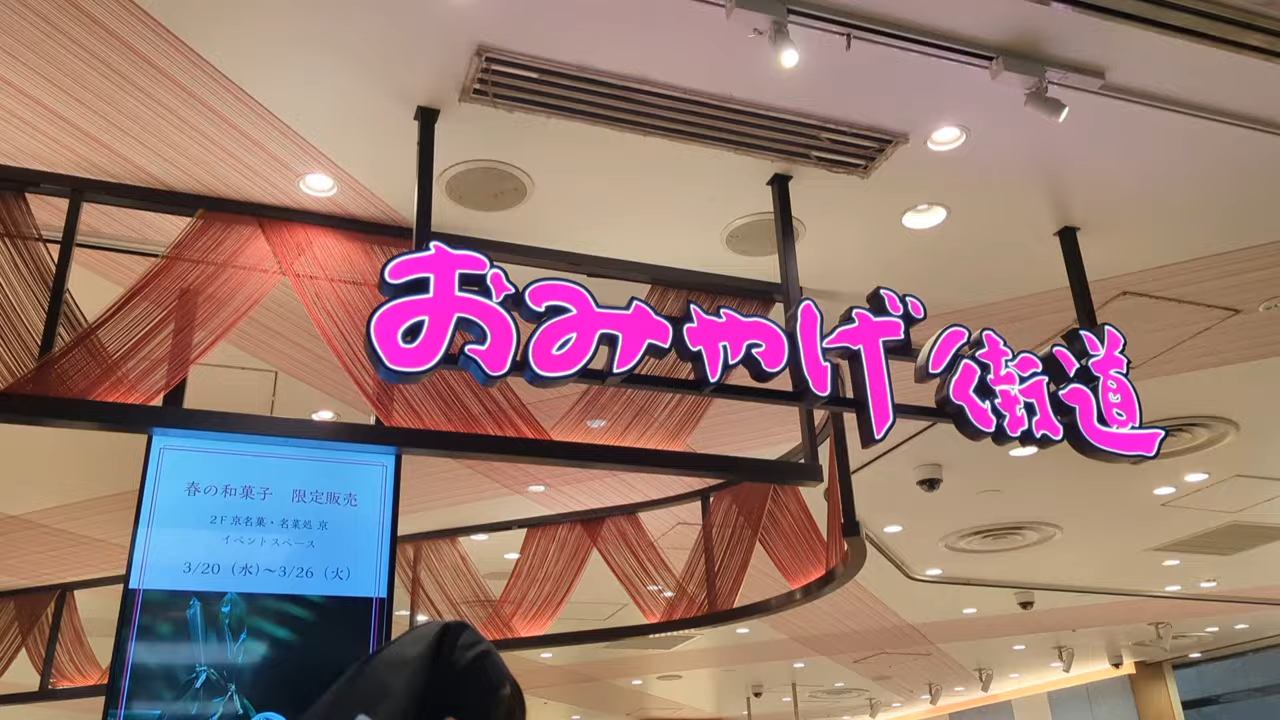 おみやげ街道
春の和菓子 限定販売
2F 京名菓・名菜処 京
イベントスペース
3/20（水）～3/26（火）